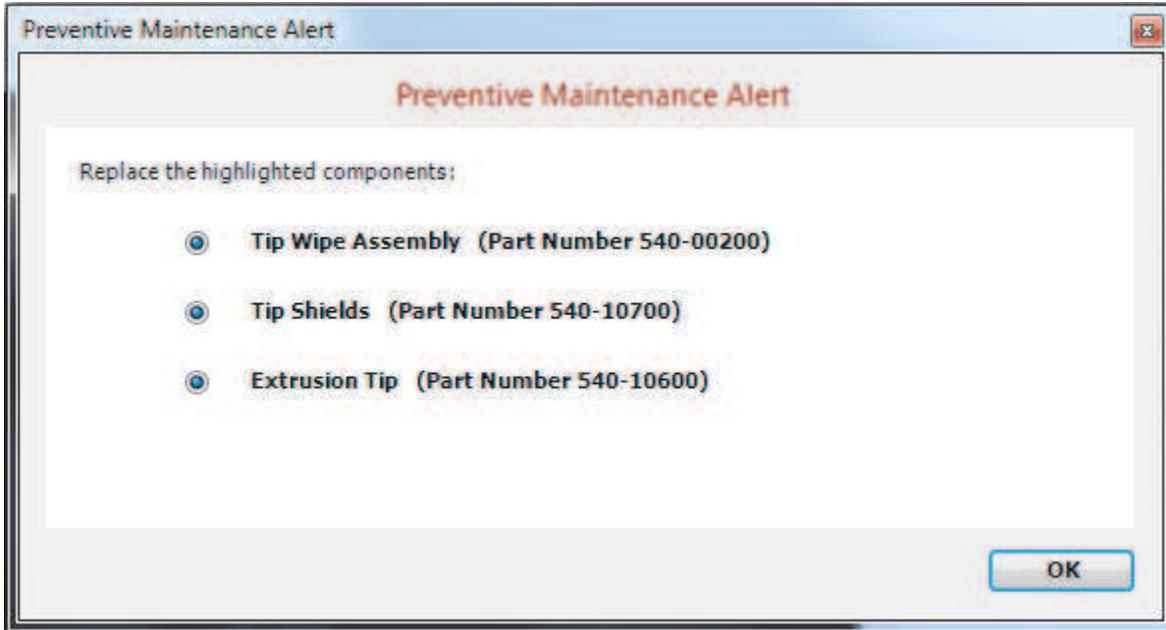 Preventive Maintenance Alert
Preventive Maintenance Alert
Replace the highlighted components:
Tip Wipe Assembly (Part Number 540-00200)
Tip Shields (Part Number 540-10700)
Extrusion Tip (Part Number 540-10600)
OK